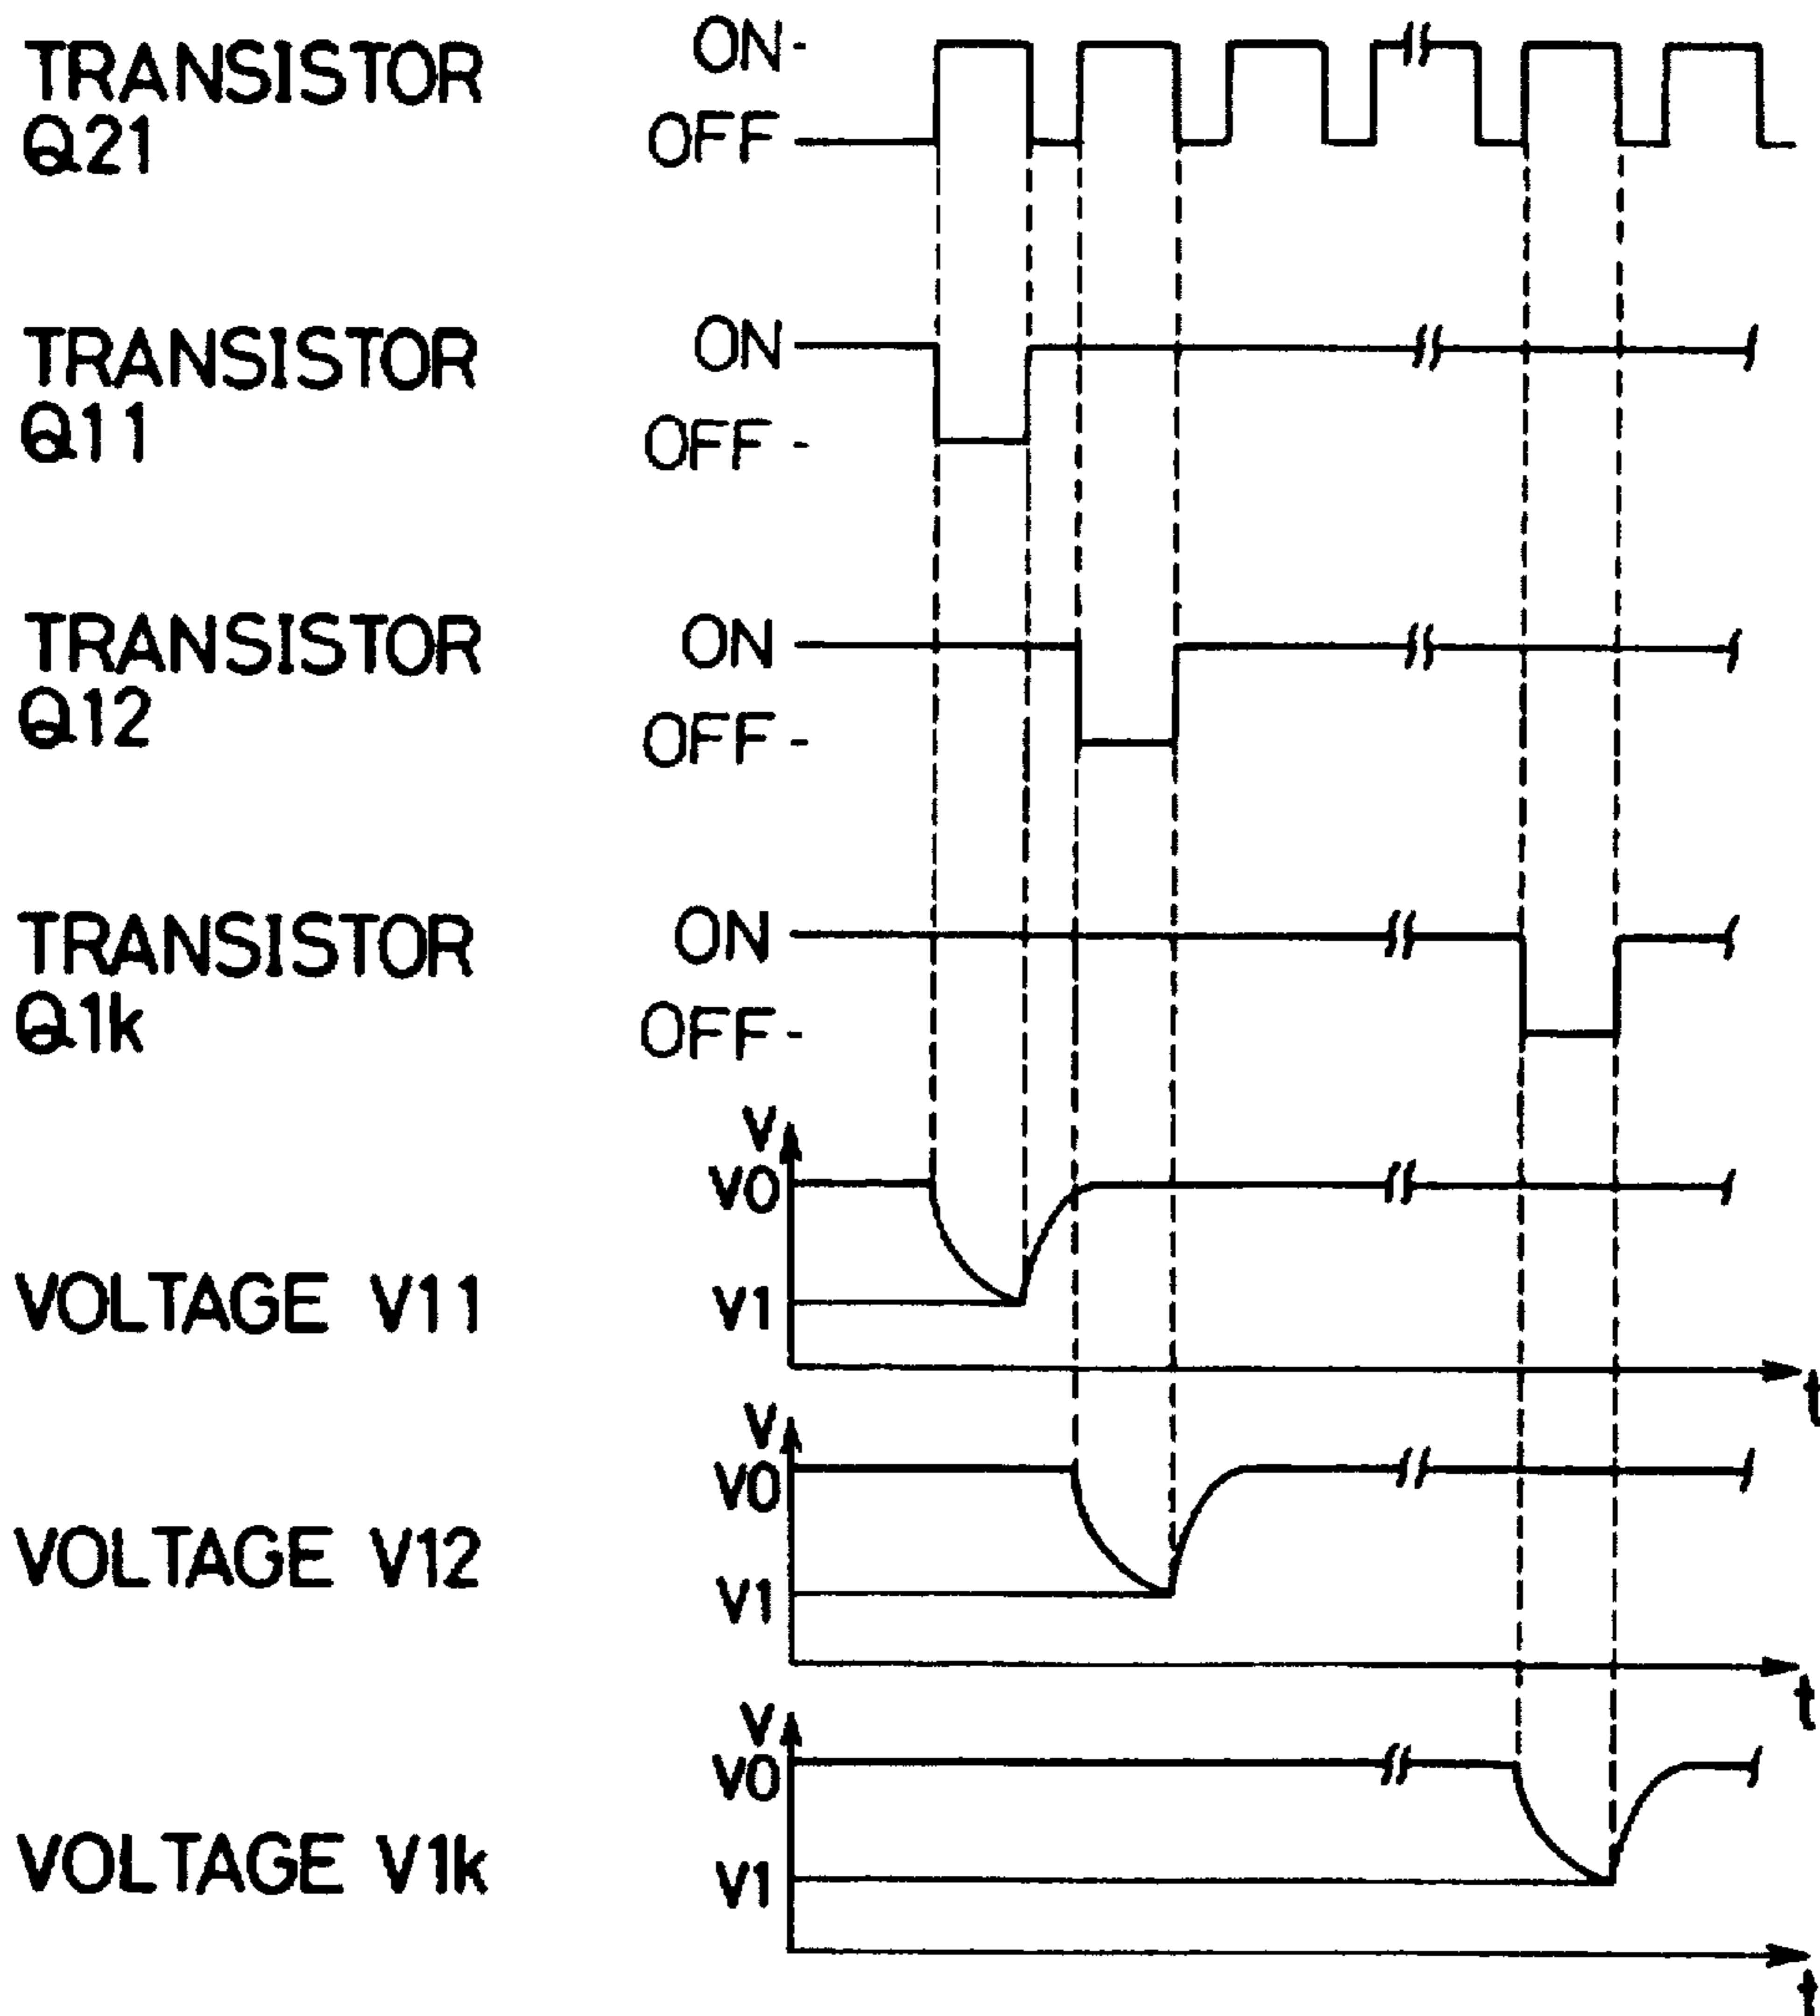 TRANSISTOR
Q21
ON
OFF
TRANSISTOR
Q11
ON
OFF
TRANSISTOR
Q12
ON
OFF
TRANSISTOR
Q1k
ON
OFF
VOLTAGE V11
V
V0
V1
t
VOLTAGE V12
V
V0
V1
t
VOLTAGE V1k
V
V0
V1
t